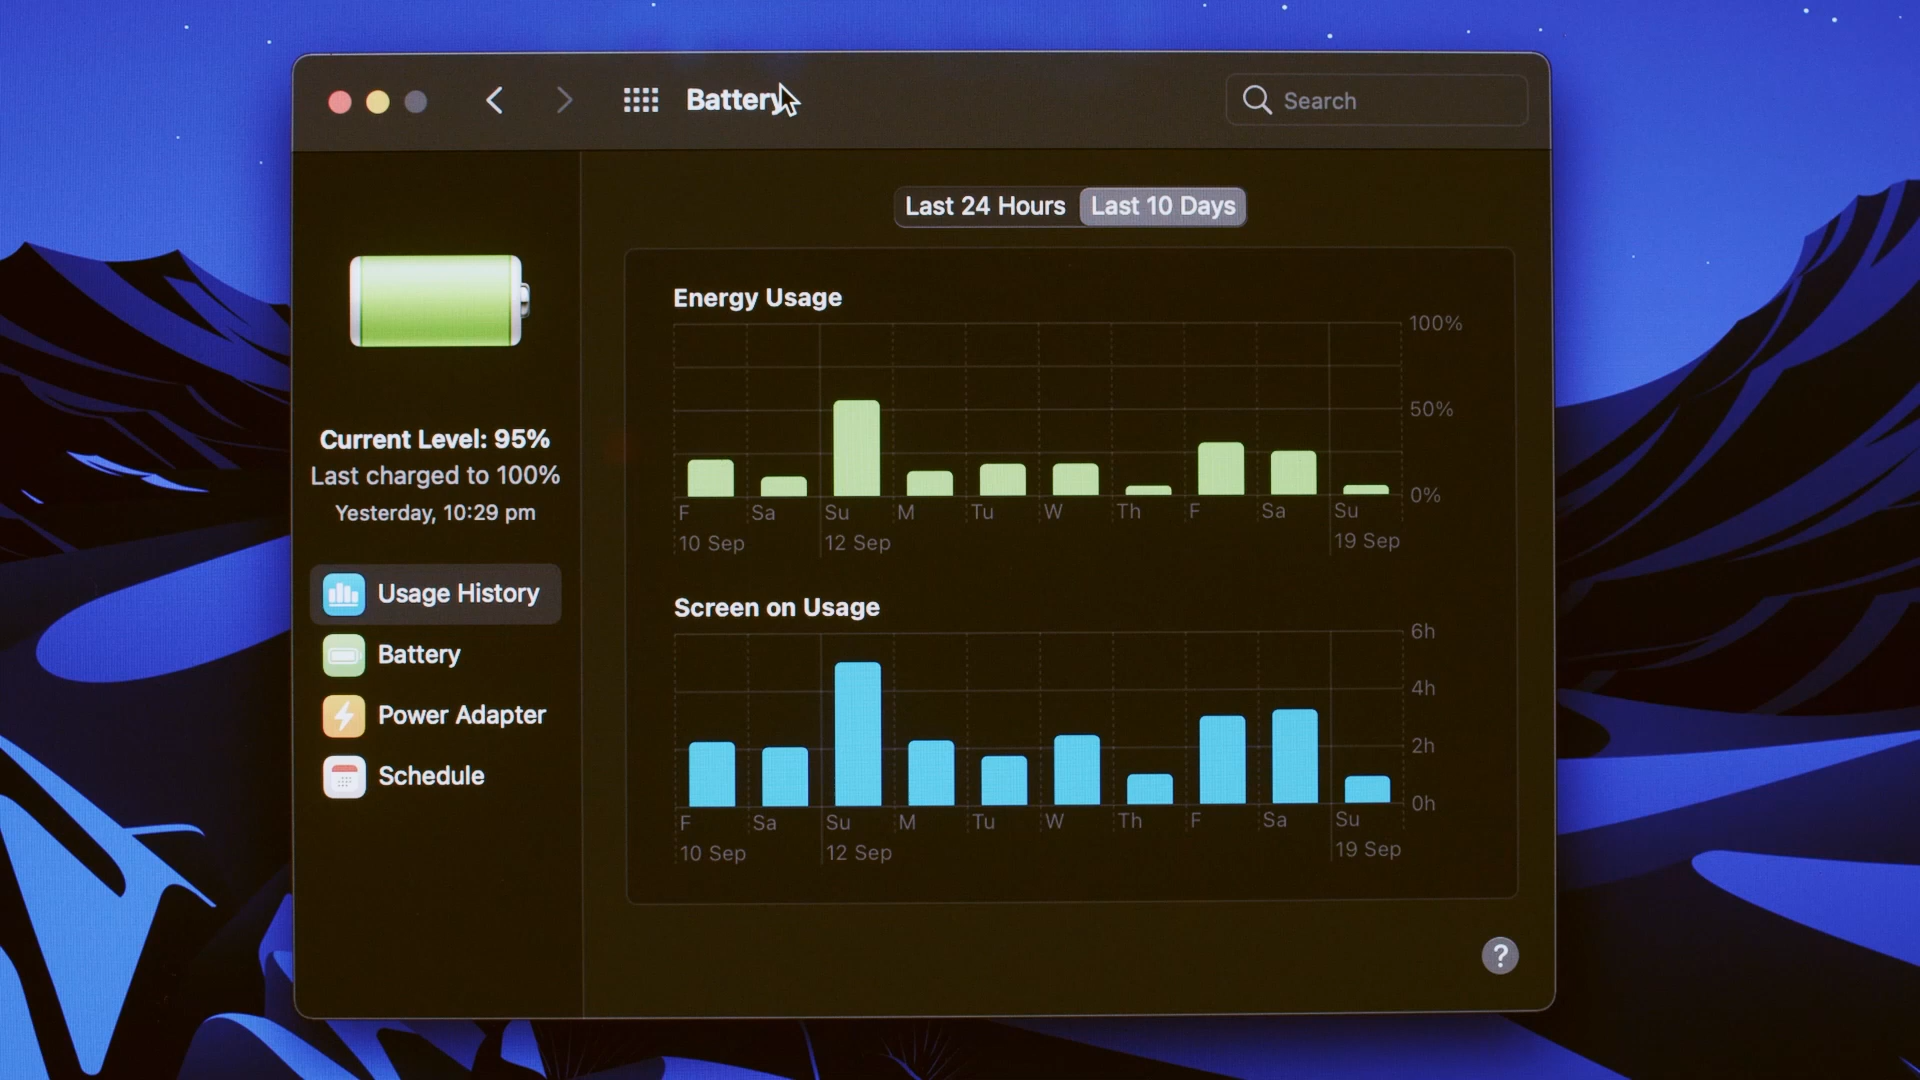 Battery
Search
Last 24 Hours
Last 10 Days
Current Level: 95%
Last charged to 100%
Yesterday, 10:29 pm
Usage History
Battery
Power Adapter
Schedule
Energy Usage
100%
50%
0%
F Sa Su M Tu W Th F Sa Su
10 Sep 12 Sep 19 Sep
Screen on Usage
6h
4h
2h
0h
F Sa Su M Tu W Th F Sa Su
10 Sep 12 Sep 19 Sep
?